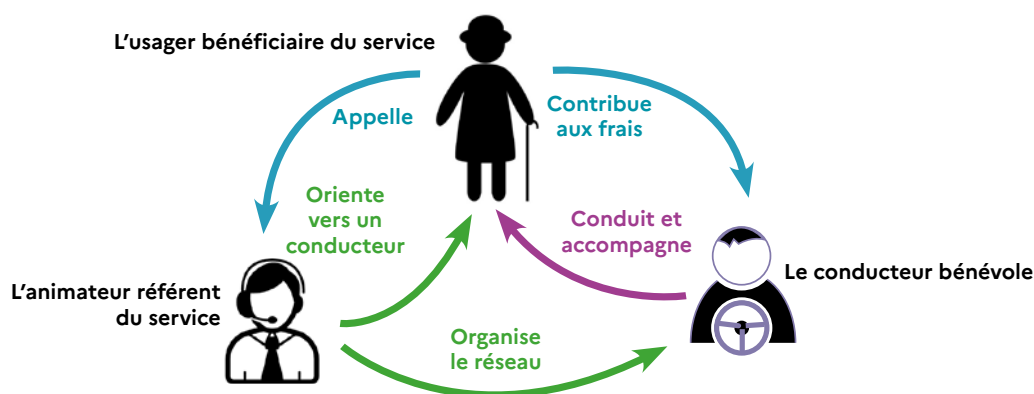 L'usager bénéficiaire du service
Appelle
Contribue
aux frais
Oriente
vers un
conducteur
Conduit et
accompagne
L'animateur référent
du service
Le conducteur bénévole
Organise
le réseau